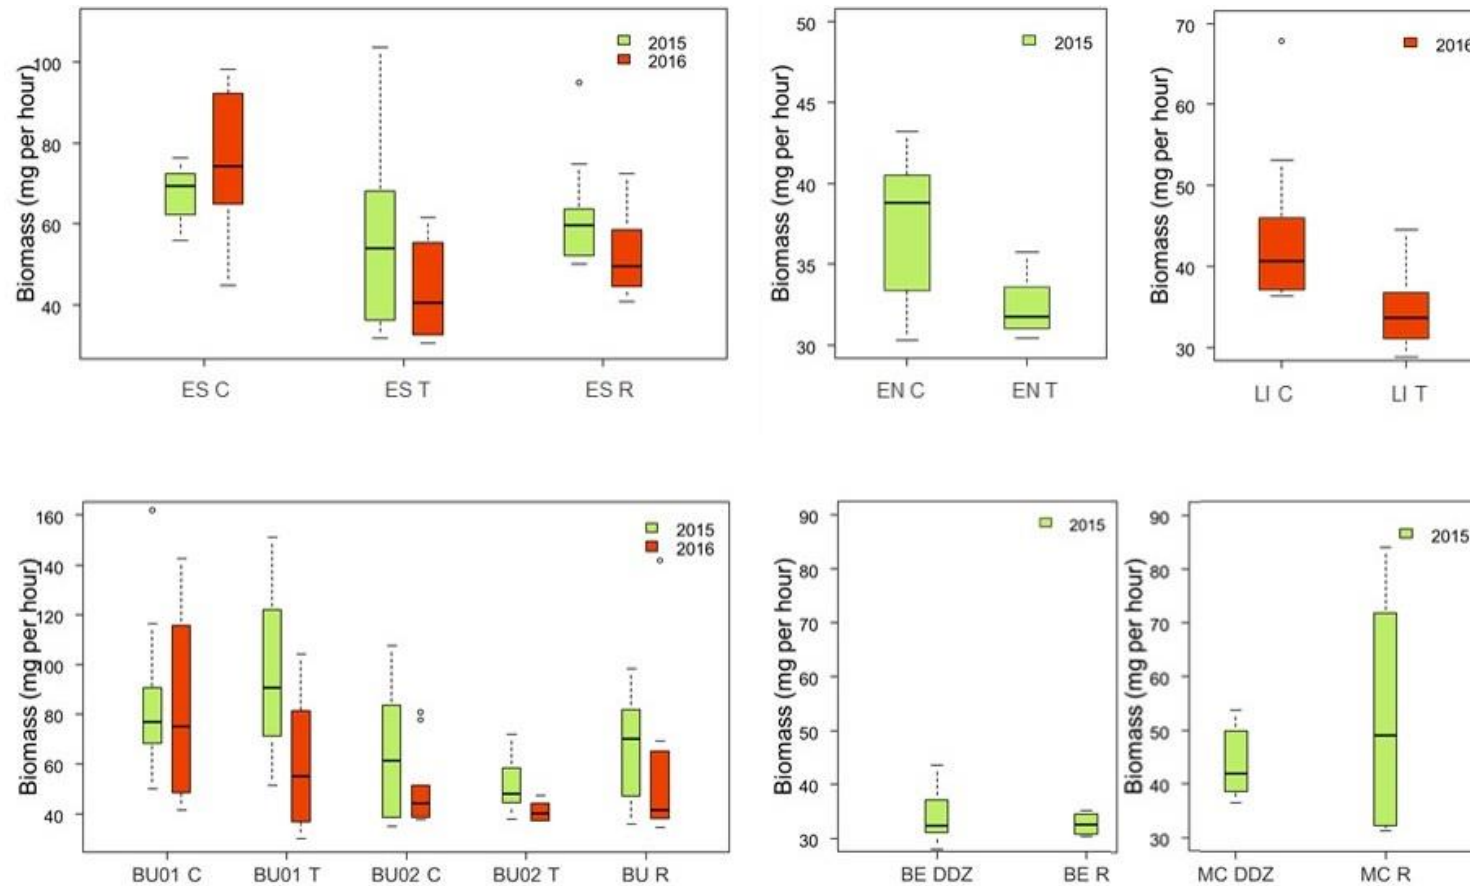 Biomass (mg per hour)
100
80
60
40
2015
2016
ES C
ES T
ES R
Biomass (mg per hour)
50
45
40
35
30
2015
EN C
EN T
Biomass (mg per hour)
70
60
50
40
30
2016
LI C
LI T
Biomass (mg per hour)
160
140
120
100
80
60
40
2015
2016
BU01 C
BU01 T
BU02 C
BU02 T
BU R
Biomass (mg per hour)
90
80
70
60
50
40
30
2015
BE DDZ
BE R
Biomass (mg per hour)
90
80
70
60
50
40
30
2015
MC DDZ
MC R